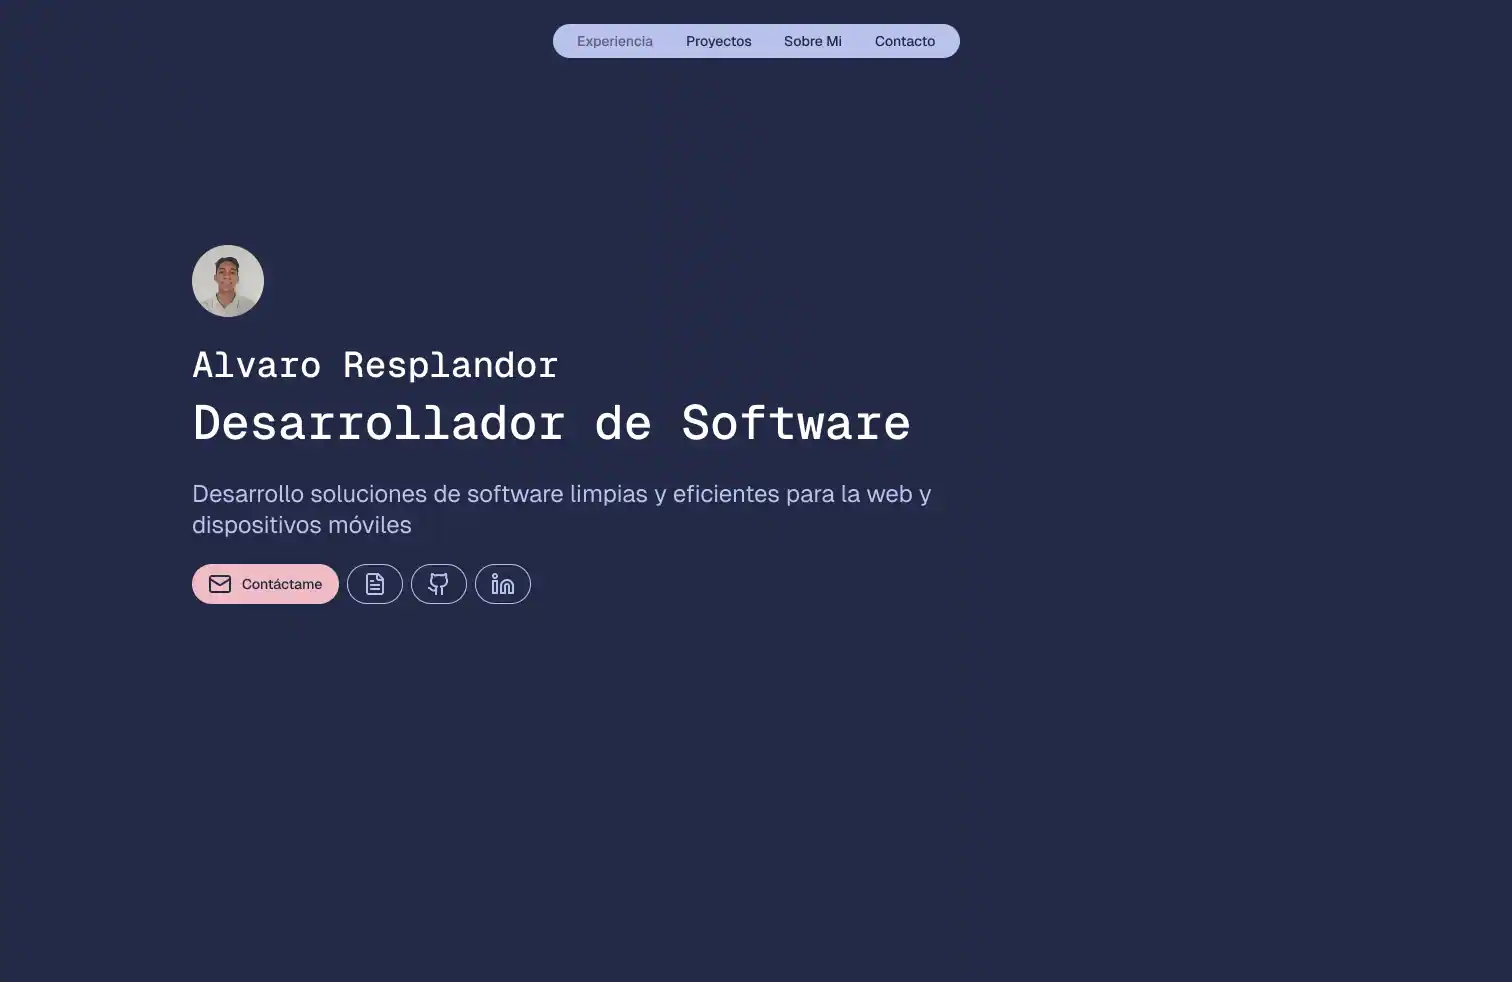 Experiencia Proyectos Sobre Mi Contacto
Alvaro Resplandor
Desarrollador de Software
Desarrollo soluciones de software limpias y eficientes para la web y
dispositivos móviles
Contáctame